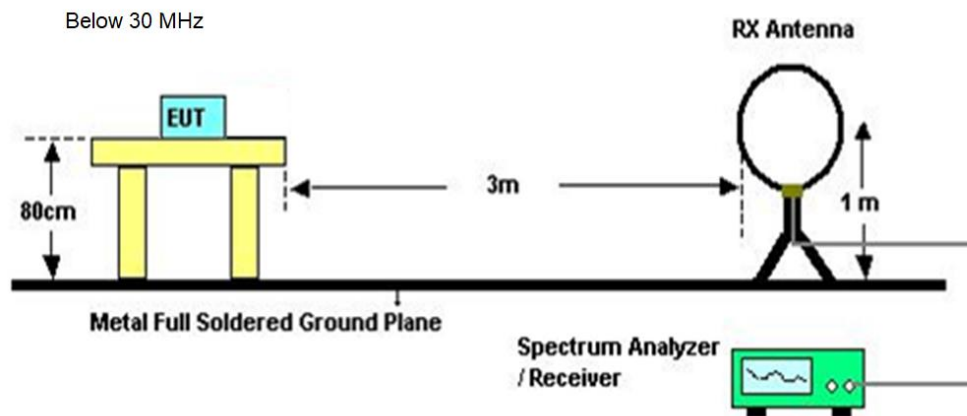 Below 30 MHz
RX Antenna
EUT
80cm
3m
1 m
Metal Full Soldered Ground Plane
Spectrum Analyzer
/ Receiver